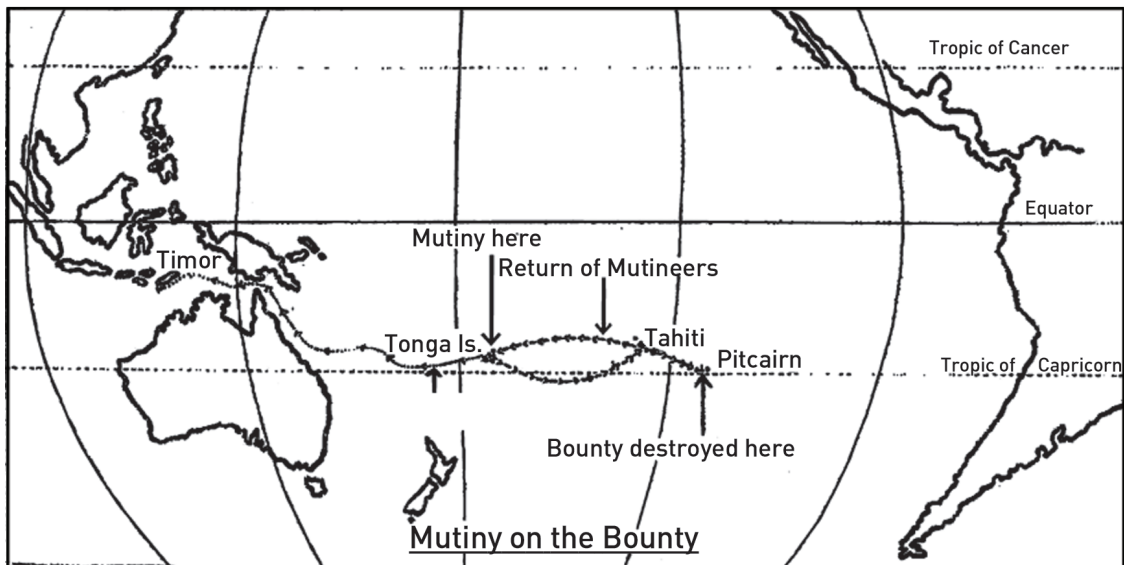 Tropic of Cancer
Equator
Mutiny here
Timor
Return of Mutineers
Tonga Is.
Tahiti
Pitcairn
Tropic of Capricorn
Bounty destroyed here
Mutiny on the Bounty